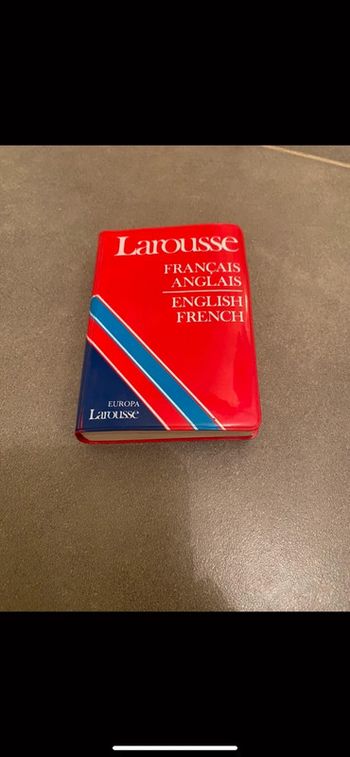 Larousse
FRANÇAIS
ANGLAIS
ENGLISH
FRENCH
EUROPA
Larousse